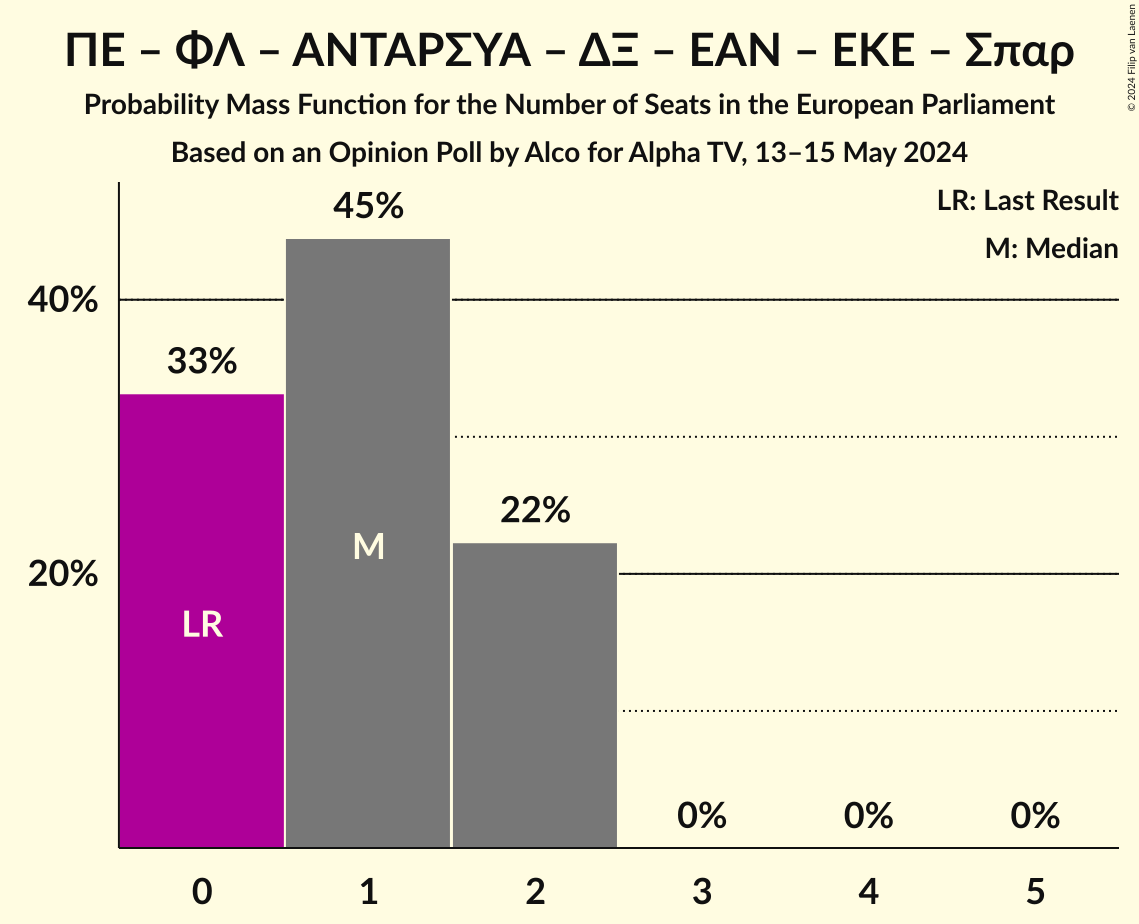 ΠΕ – ΦΛ – ΑΝΤΑΡΣΥΑ – ΔΞ – ΕΑΝ – ΕΚΕ – Σπαρ
Probability Mass Function for the Number of Seats in the European Parliament
Based on an Opinion Poll by Alco for Alpha TV, 13–15 May 2024
© 2024 Filip van Laenen
LR: Last Result
M: Median
45%
40%
33%
22%
M
20%
LR
0% 0% 0%
0 1 2 3 4 5